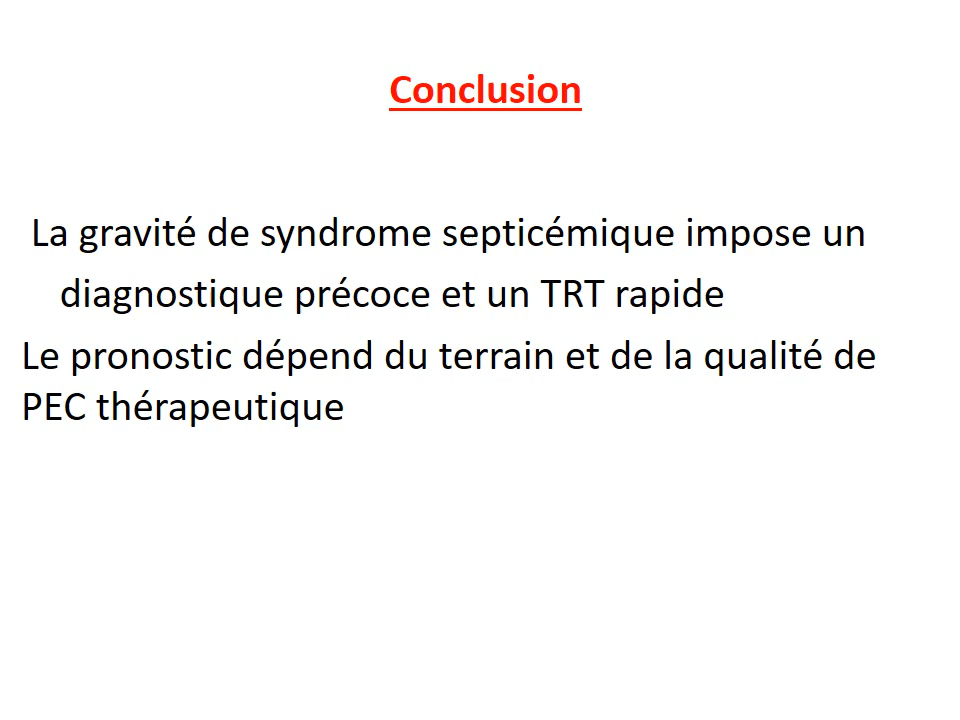 Conclusion
La gravité de syndrome septicémique impose un
diagnostique précoce et un TRT rapide
Le pronostic dépend du terrain et de la qualité de
PEC thérapeutique